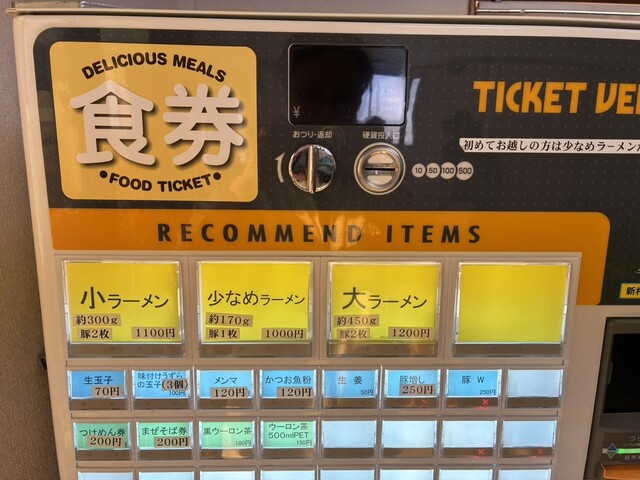 DELICIOUS MEALS
食券
•FOOD TICKET•
¥
おつり・返却
硬貨投入口
10 50 100 500
TICKET VE
初めてお越しの方は少なめラーメン
RECOMMEND ITEMS
小ラーメン
約300g
豚2枚 1100円
少なめラーメン
約170g
豚1枚 1000円
大ラーメン
約450g
豚2枚 1200円
生玉子
70円
味付けうずら
の玉子(3個)
100円
メンマ
120円
かつお魚粉
120円
生姜
50円
豚増し
250円
豚W
250円
つけめん券
200円
まぜそば券
200円
黒ウーロン茶
180円
ウーロン茶
500mlPET
150円